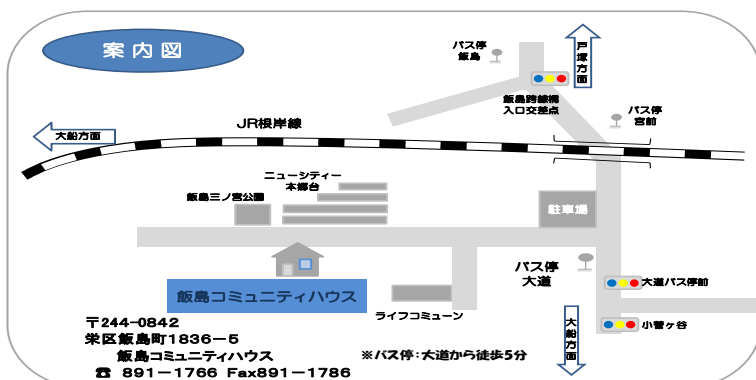 案内図
バス停
飯島
戸塚方面
飯島跨線橋
入口交差点
バス停
宮前
JR根岸線
大船方面
ニューシティー
本郷台
飯島三ノ宮公園
駐車場
バス停
大道
大道バス停前
飯島コミュニティハウス
ライフコミューン
大船方面
小菅ヶ谷
〒244-0842
栄区飯島町1836－5
飯島コミュニティハウス
※バス停：大道から徒歩5分
☎ 891－1766 Fax891－1786